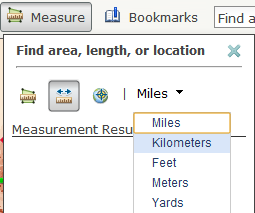 Measure Bookmarks Find a
Find area, length, or location
Miles
Measurement Resu
Miles
Kilometers
Feet
Meters
Yards